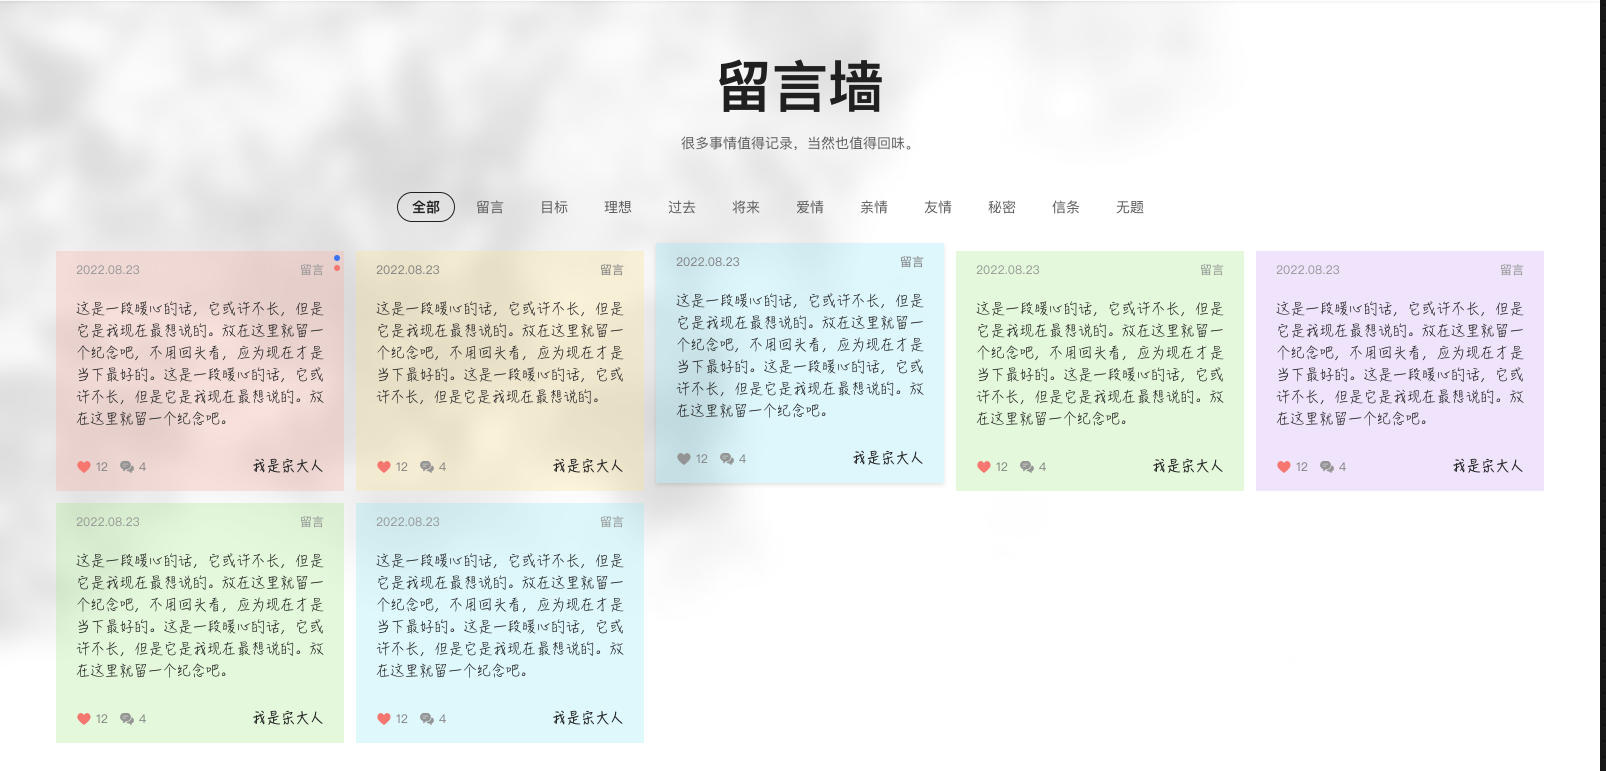 留言墙
很多事情值得记录，当然也值得回味。
全部 留言 目标 理想 过去 将来 爱情 亲情 友情 秘密 信条 无题
2022.08.23 留言
这是一段暖心的话，它或许不长，但是
它是我现在最想说的。放在这里就留一
个纪念吧，不用回头看，应为现在才是
当下最好的。这是一段暖心的话，它或
许不长，但是它是我现在最想说的。放
在这里就留一个纪念吧。
12 4 我是宗大人
2022.08.23 留言
这是一段暖心的话，它或许不长，但是
它是我现在最想说的。放在这里就留一
个纪念吧，不用回头看，应为现在才是
当下最好的。这是一段暖心的话，它或
许不长，但是它是我现在最想说的。
12 4 我是宗大人
2022.08.23 留言
这是一段暖心的话，它或许不长，但是
它是我现在最想说的。放在这里就留一
个纪念吧，不用回头看，应为现在才是
当下最好的。这是一段暖心的话，它或
许不长，但是它是我现在最想说的。放
在这里就留一个纪念吧。
12 4 我是宗大人
2022.08.23 留言
这是一段暖心的话，它或许不长，但是
它是我现在最想说的。放在这里就留一
个纪念吧，不用回头看，应为现在才是
当下最好的。这是一段暖心的话，它或
许不长，但是它是我现在最想说的。放
在这里就留一个纪念吧。
12 4 我是宗大人
2022.08.23 留言
这是一段暖心的话，它或许不长，但是
它是我现在最想说的。放在这里就留一
个纪念吧，不用回头看，应为现在才是
当下最好的。这是一段暖心的话，它或
许不长，但是它是我现在最想说的。放
在这里就留一个纪念吧。
12 4 我是宗大人
2022.08.23 留言
这是一段暖心的话，它或许不长，但是
它是我现在最想说的。放在这里就留一
个纪念吧，不用回头看，应为现在才是
当下最好的。这是一段暖心的话，它或
许不长，但是它是我现在最想说的。放
在这里就留一个纪念吧。
12 4 我是宗大人
2022.08.23 留言
这是一段暖心的话，它或许不长，但是
它是我现在最想说的。放在这里就留一
个纪念吧，不用回头看，应为现在才是
当下最好的。这是一段暖心的话，它或
许不长，但是它是我现在最想说的。放
在这里就留一个纪念吧。
12 4 我是宗大人